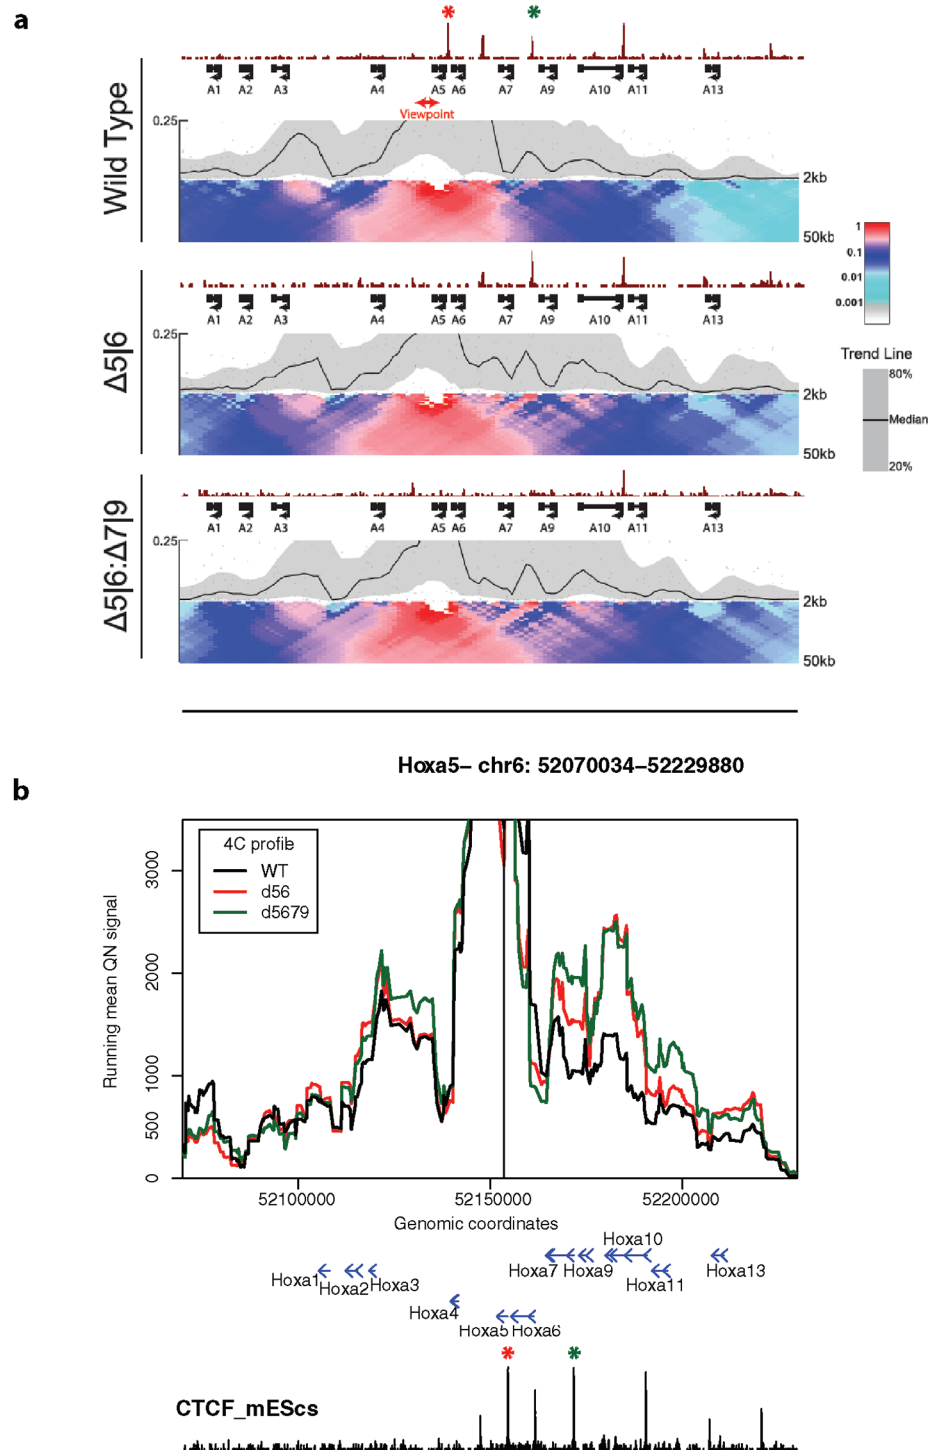 a
* *
Wild Type
A1 A2 A3 A4 A5 A6 A7 A9 A10 A11 A13
Viewpoint
0.25
2kb
50kb
Δ5|6
A1 A2 A3 A4 A5 A6 A7 A9 A10 A11 A13
0.25
2kb
50kb
Δ5|6:Δ7|9
A1 A2 A3 A4 A5 A6 A7 A9 A10 A11 A13
0.25
2kb
50kb
1
0.1
0.01
0.001
Trend Line
80%
Median
20%
Hoxa5– chr6: 52070034–52229880
b
4C profile
WT
d56
d5679
Running mean QN signal
3000
2000
1000
500
0
52100000 52150000 52200000
Genomic coordinates
Hoxa10
Hoxa1 Hoxa2 Hoxa3 Hoxa7 Hoxa9 Hoxa11 Hoxa13
Hoxa4
Hoxa5 Hoxa6
* *
CTCF_mEScs